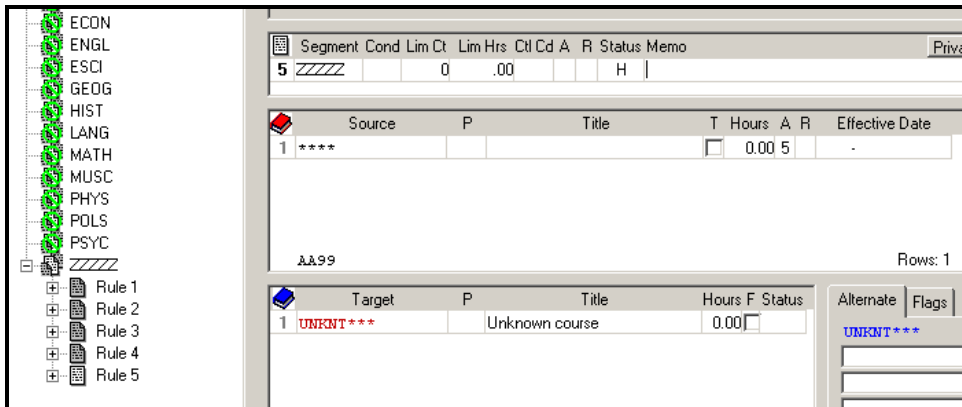 ECON
ENGL
ESCI
GEOG
HIST
LANG
MATH
MUSC
PHYS
POLS
PSYC
ZZZZZ
Rule 1
Rule 2
Rule 3
Rule 4
Rule 5
Segment Cond Lim Ct Lim Hrs Ctl Cd A R Status Memo
5 ZZZZZ 0 .00 H
Source P Title T Hours A R Effective Date
1 **** 0.00 5 -
AA99 Rows: 1
Target P Title Hours F Status
1 UNKNT*** Unknown course 0.00
Alternate Flags
UNKNT***